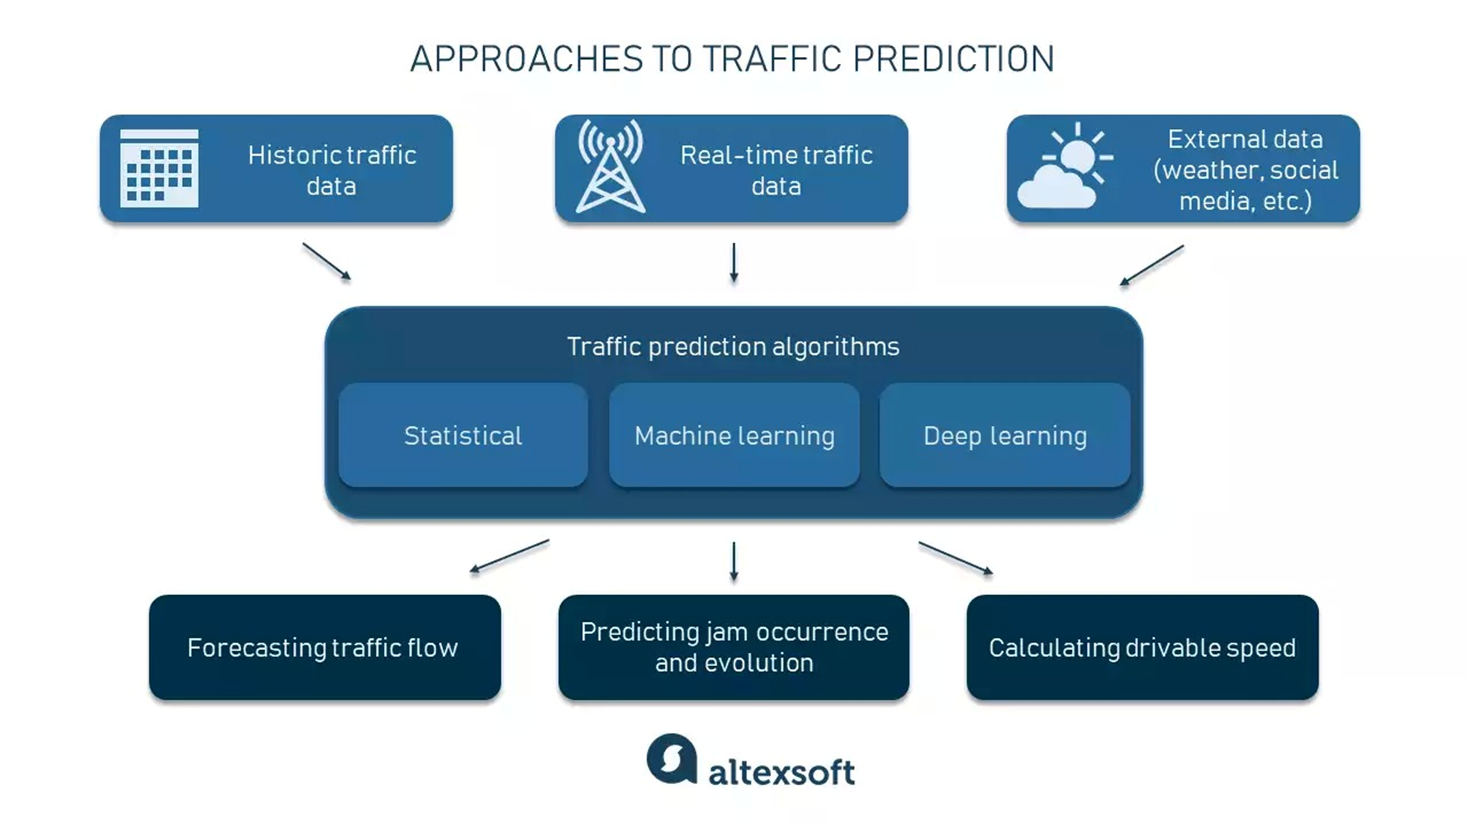 APPROACHES TO TRAFFIC PREDICTION
Historic traffic
data
Real-time traffic
data
External data
(weather, social
media, etc.)
Traffic prediction algorithms
Statistical
Machine learning
Deep learning
Forecasting traffic flow
Predicting jam occurrence
and evolution
Calculating drivable speed
altexsoft